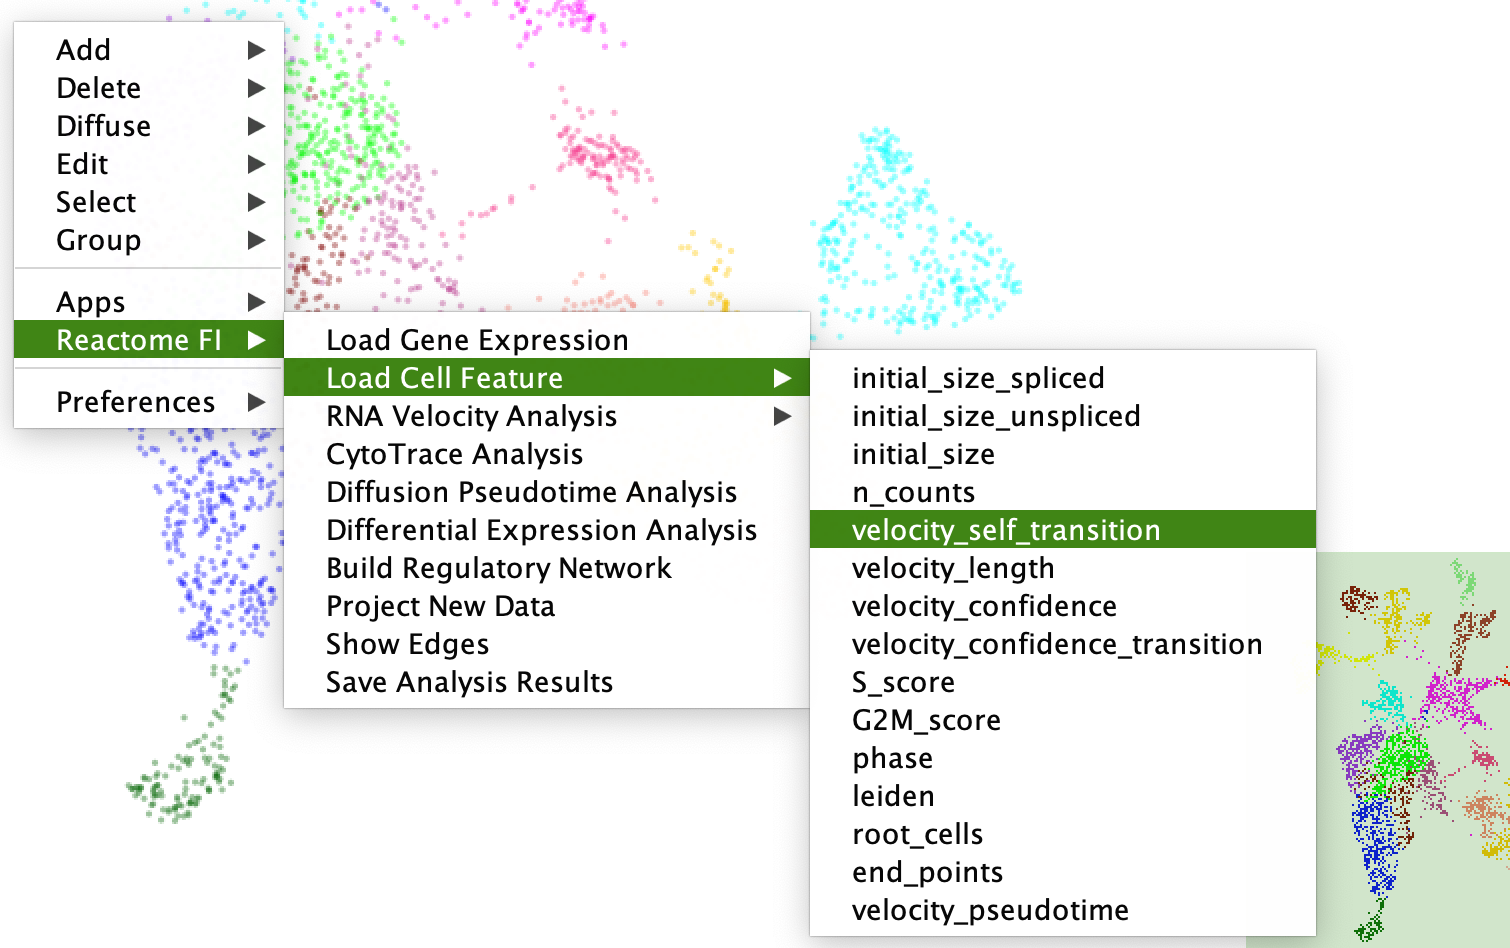 Add
Delete
Diffuse
Edit
Select
Group
Apps
Reactome FI
Preferences
Load Gene Expression
Load Cell Feature
RNA Velocity Analysis
CytoTrace Analysis
Diffusion Pseudotime Analysis
Differential Expression Analysis
Build Regulatory Network
Project New Data
Show Edges
Save Analysis Results
initial_size_spliced
initial_size_unspliced
initial_size
n_counts
velocity_self_transition
velocity_length
velocity_confidence
velocity_confidence_transition
S_score
G2M_score
phase
leiden
root_cells
end_points
velocity_pseudotime